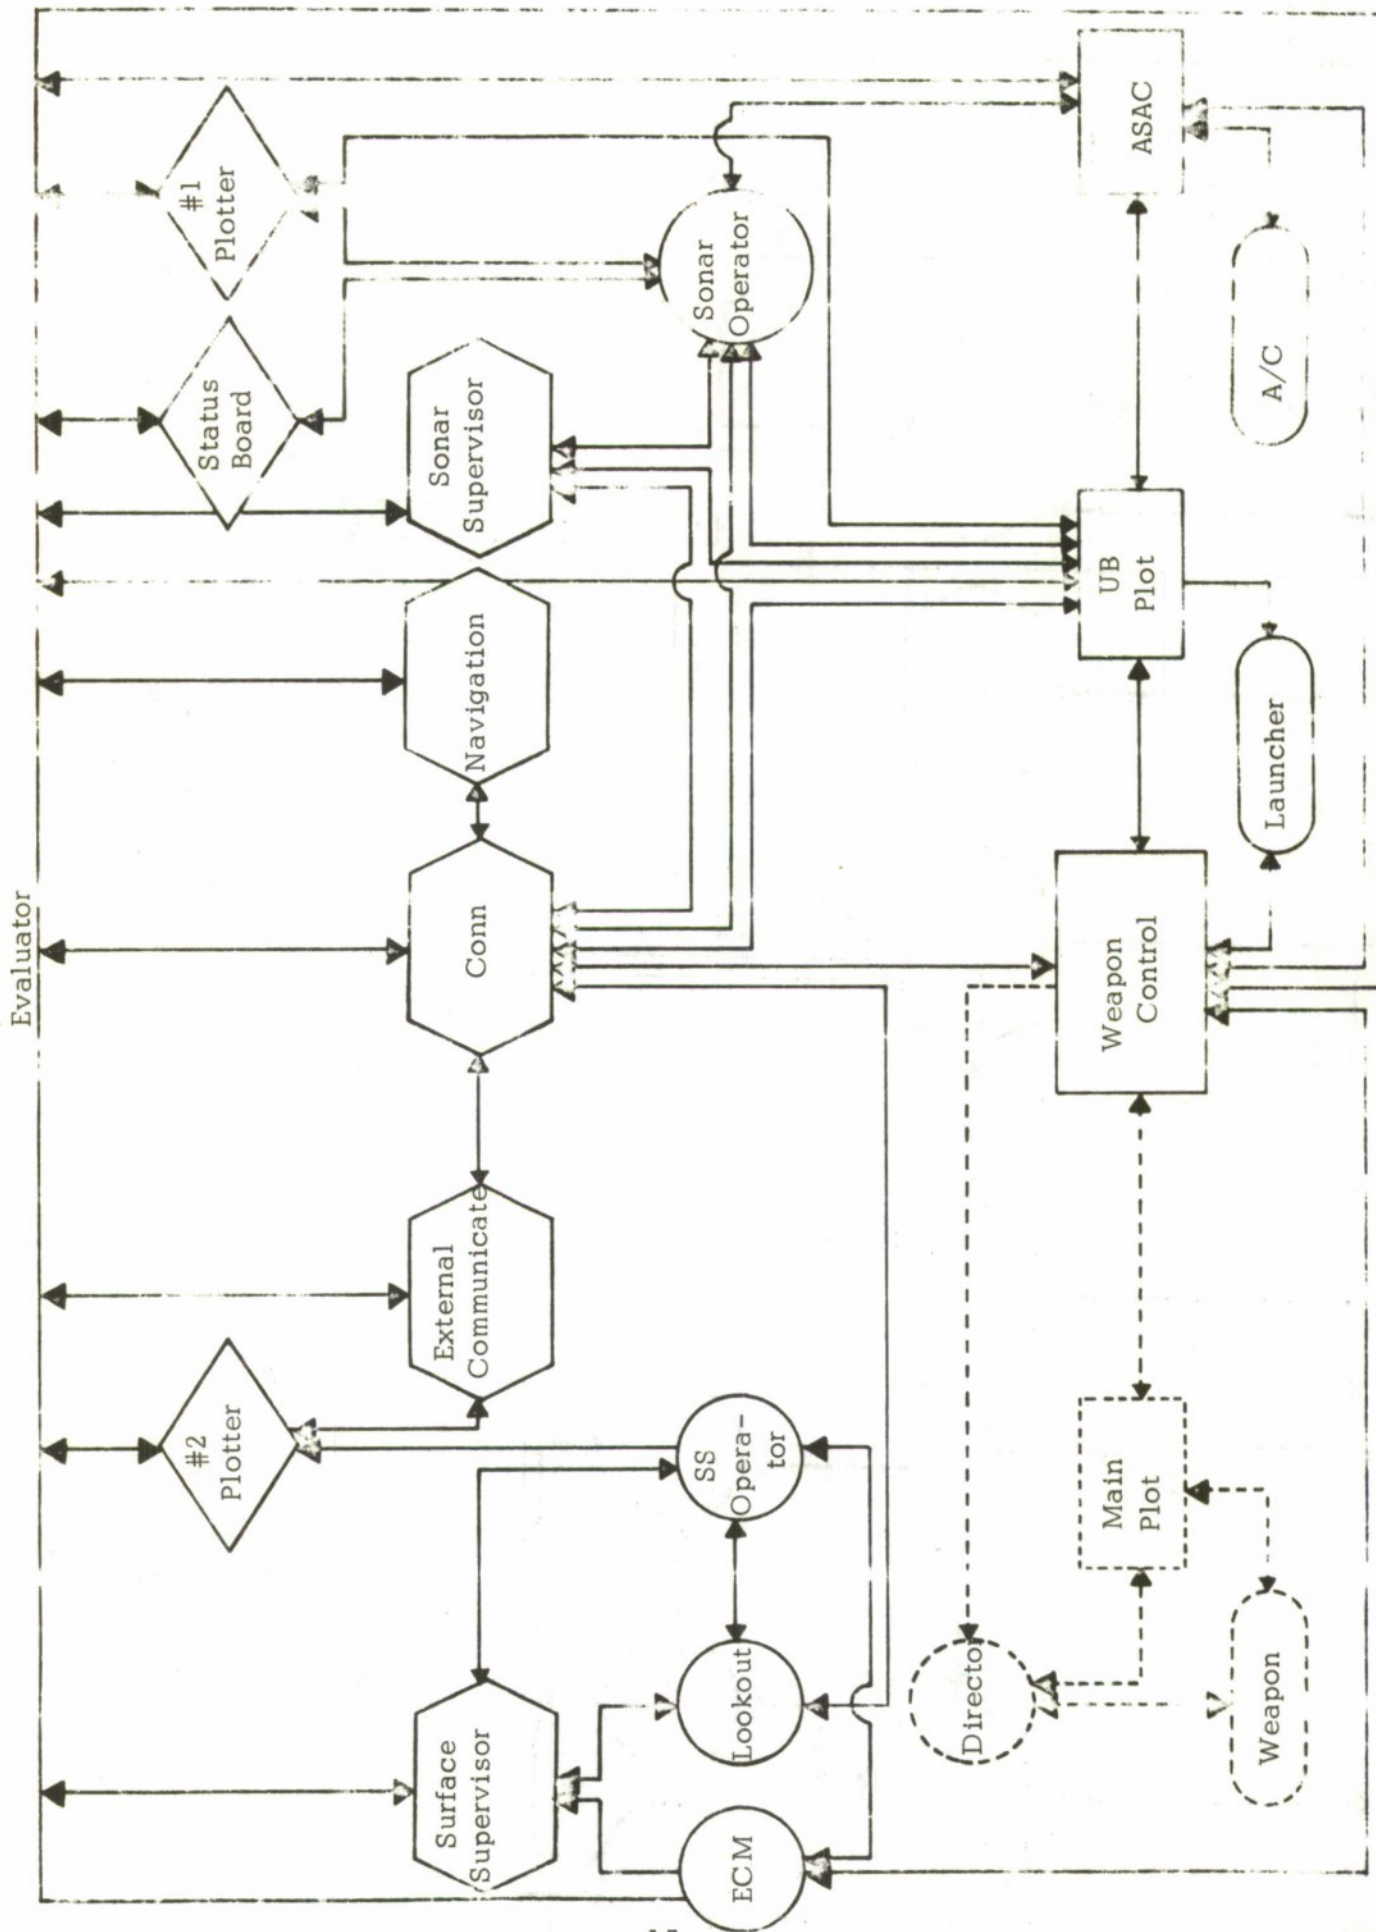 Evaluator
#2
Plotter
Status
Board
#1
Plotter
Surface
Supervisor
External
Communicate
Conn
Navigation
Sonar
Supervisor
ECM
Lookout
SS
Opera-
tor
Sonar
Operator
Director
Main
Plot
Weapon
Control
UB
Plot
ASAC
Weapon
Launcher
A/C